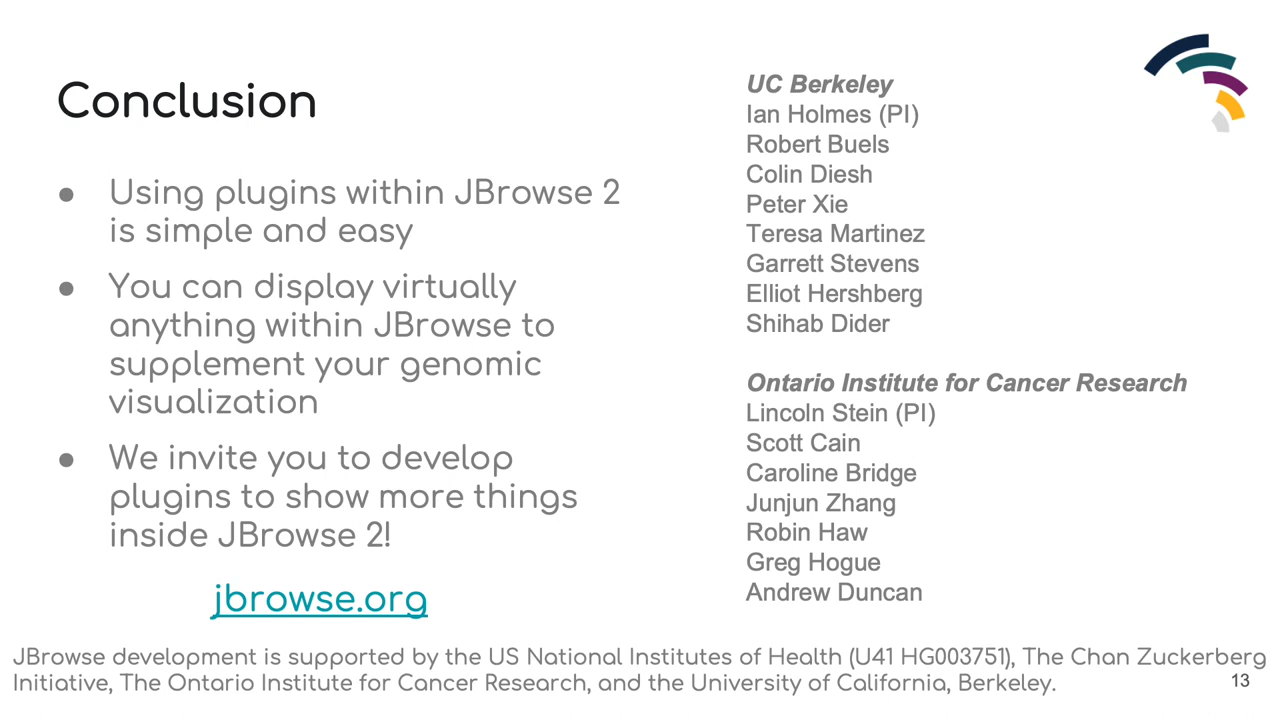 Conclusion
● Using plugins within JBrowse 2
is simple and easy
● You can display virtually
anything within JBrowse to
supplement your genomic
visualization
● We invite you to develop
plugins to show more things
inside JBrowse 2!
jbrowse.org
UC Berkeley
Ian Holmes (PI)
Robert Buels
Colin Diesh
Peter Xie
Teresa Martinez
Garrett Stevens
Elliot Hershberg
Shihab Dider
Ontario Institute for Cancer Research
Lincoln Stein (PI)
Scott Cain
Caroline Bridge
Junjun Zhang
Robin Haw
Greg Hogue
Andrew Duncan
JBrowse development is supported by the US National Institutes of Health (U41 HG003751), The Chan Zuckerberg
Initiative, The Ontario Institute for Cancer Research, and the University of California, Berkeley.
13